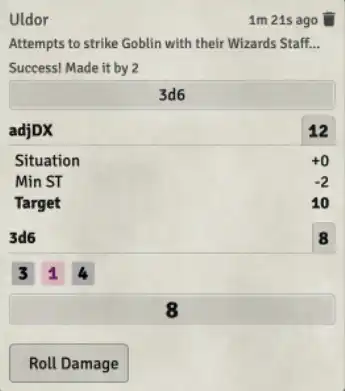 Uldor 1m 21s ago
Attempts to strike Goblin with their Wizards Staff...
Success! Made it by 2
3d6
adjDX 12
Situation +0
Min ST -2
Target 10
3d6 8
3 1 4
8
Roll Damage